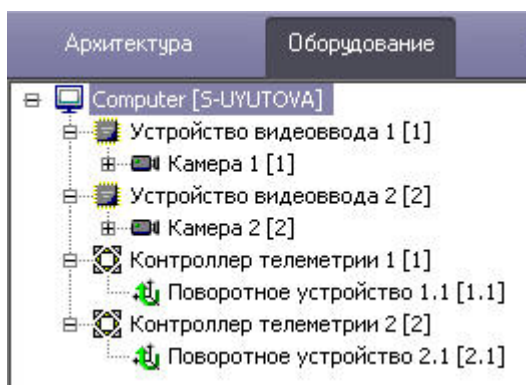 Архитектура Оборудование
Computer [S-UYUTOVA]
Устройство видеоввода 1 [1]
Камера 1 [1]
Устройство видеоввода 2 [2]
Камера 2 [2]
Контроллер телеметрии 1 [1]
Поворотное устройство 1.1 [1.1]
Контроллер телеметрии 2 [2]
Поворотное устройство 2.1 [2.1]